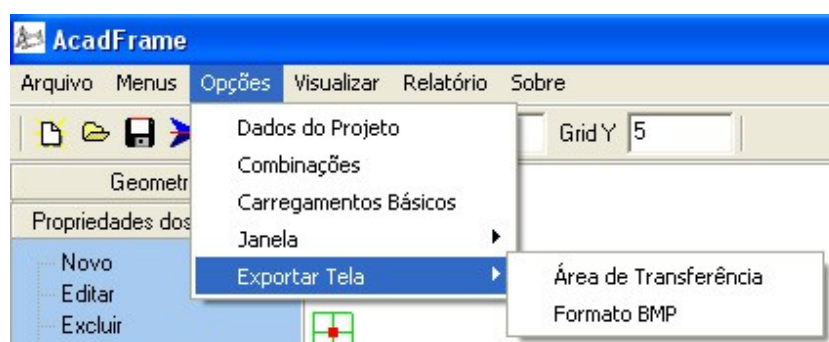 AcadFrame
Arquivo Menus Opções Visualizar Relatório Sobre
Grid Y 5
Geometr
Propriedades dos
Novo
Editar
Excluir
Dados do Projeto
Combinações
Carregamentos Básicos
Janela
Exportar Tela
Área de Transferência
Formato BMP